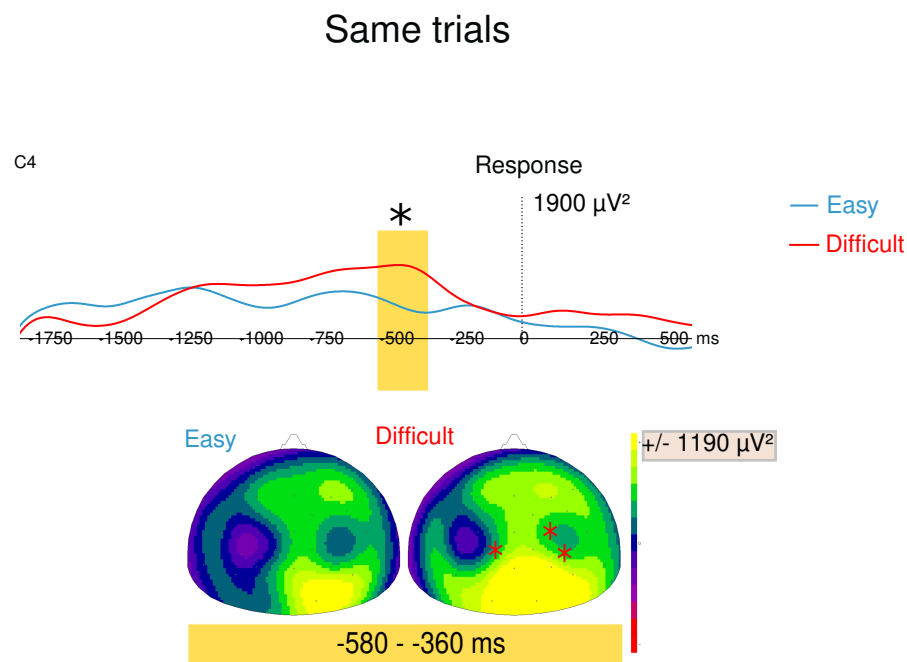 Same trials
C4
Response
1900 µV²
*
Easy
Difficult
-1750 -1500 -1250 -1000 -750 -500 -250 0 250 500 ms
Easy
Difficult
+/- 1190 µV²
* * *
-580 - -360 ms